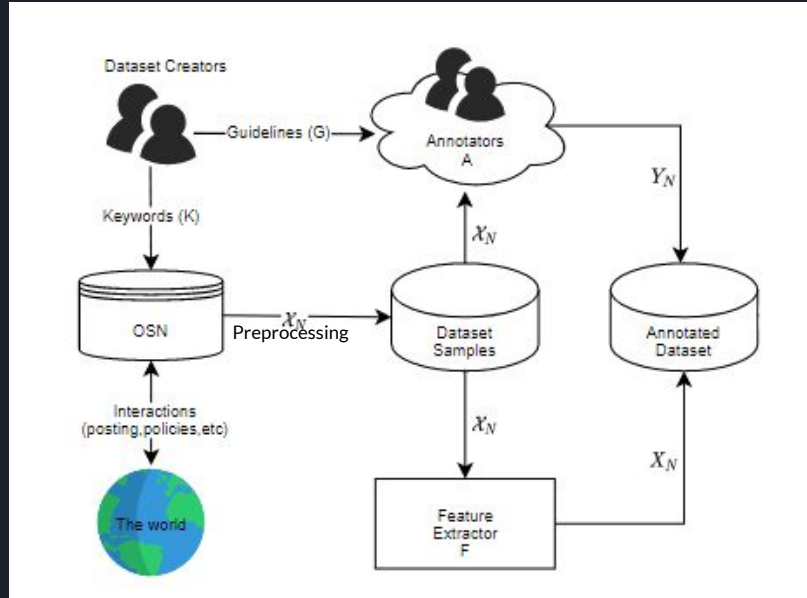 Dataset Creators
Guidelines (G)
Annotators
A
Keywords (K)
Y_N
𝒳_N
OSN
𝒳_N
Preprocessing
Dataset
Samples
Annotated
Dataset
Interactions
(posting,policies,etc)
𝒳_N
X_N
The world
Feature
Extractor
F